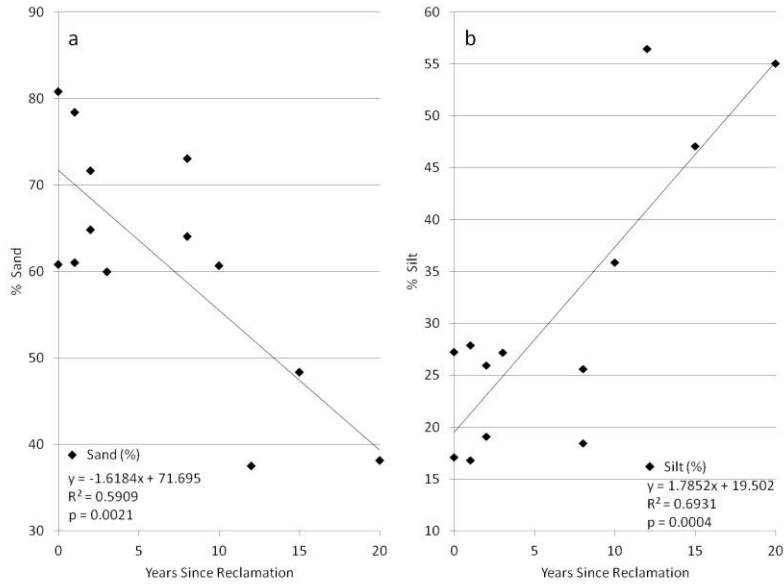 a
90
80
70
60
50
40
30
% Sand
Sand (%)
y = -1.6184x + 71.695
R² = 0.5909
p = 0.0021
0 5 10 15 20
Years Since Reclamation
b
60
55
50
45
40
35
30
25
20
15
10
% Silt
Silt (%)
y = 1.7852x + 19.502
R² = 0.6931
p = 0.0004
0 5 10 15 20
Years Since Reclamation